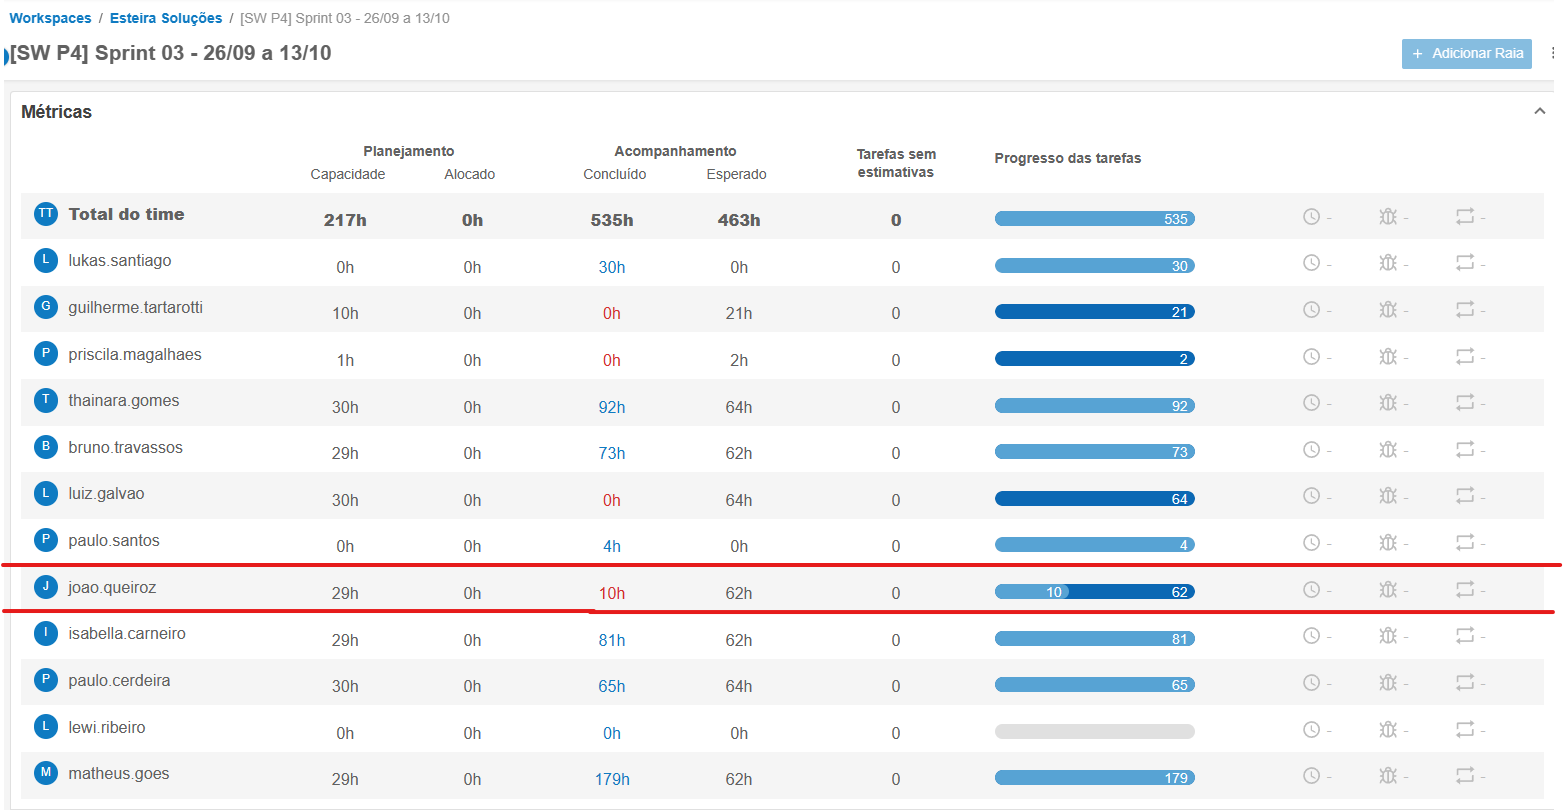 Workspaces / Esteira Soluções / [SW P4] Sprint 03 - 26/09 a 13/10
[SW P4] Sprint 03 - 26/09 a 13/10
+ Adicionar Raia
Métricas
Planejamento Acompanhamento Tarefas sem estimativas Progresso das tarefas
Capacidade Alocado Concluído Esperado
TT Total do time 217h 0h 535h 463h 0 535 - - -
L lukas.santiago 0h 0h 30h 0h 0 30 - - -
G guilherme.tartarotti 10h 0h 0h 21h 0 21 - - -
P priscila.magalhaes 1h 0h 0h 2h 0 2 - - -
T thainara.gomes 30h 0h 92h 64h 0 92 - - -
B bruno.travassos 29h 0h 73h 62h 0 73 - - -
L luiz.galvao 30h 0h 0h 64h 0 64 - - -
P paulo.santos 0h 0h 4h 0h 0 4 - - -
J joao.queiroz 29h 0h 10h 62h 0 10 62 - - -
I isabella.carneiro 29h 0h 81h 62h 0 81 - - -
P paulo.cerdeira 30h 0h 65h 64h 0 65 - - -
L lewi.ribeiro 0h 0h 0h 0h 0 - - -
M matheus.goes 29h 0h 179h 62h 0 179 - - -